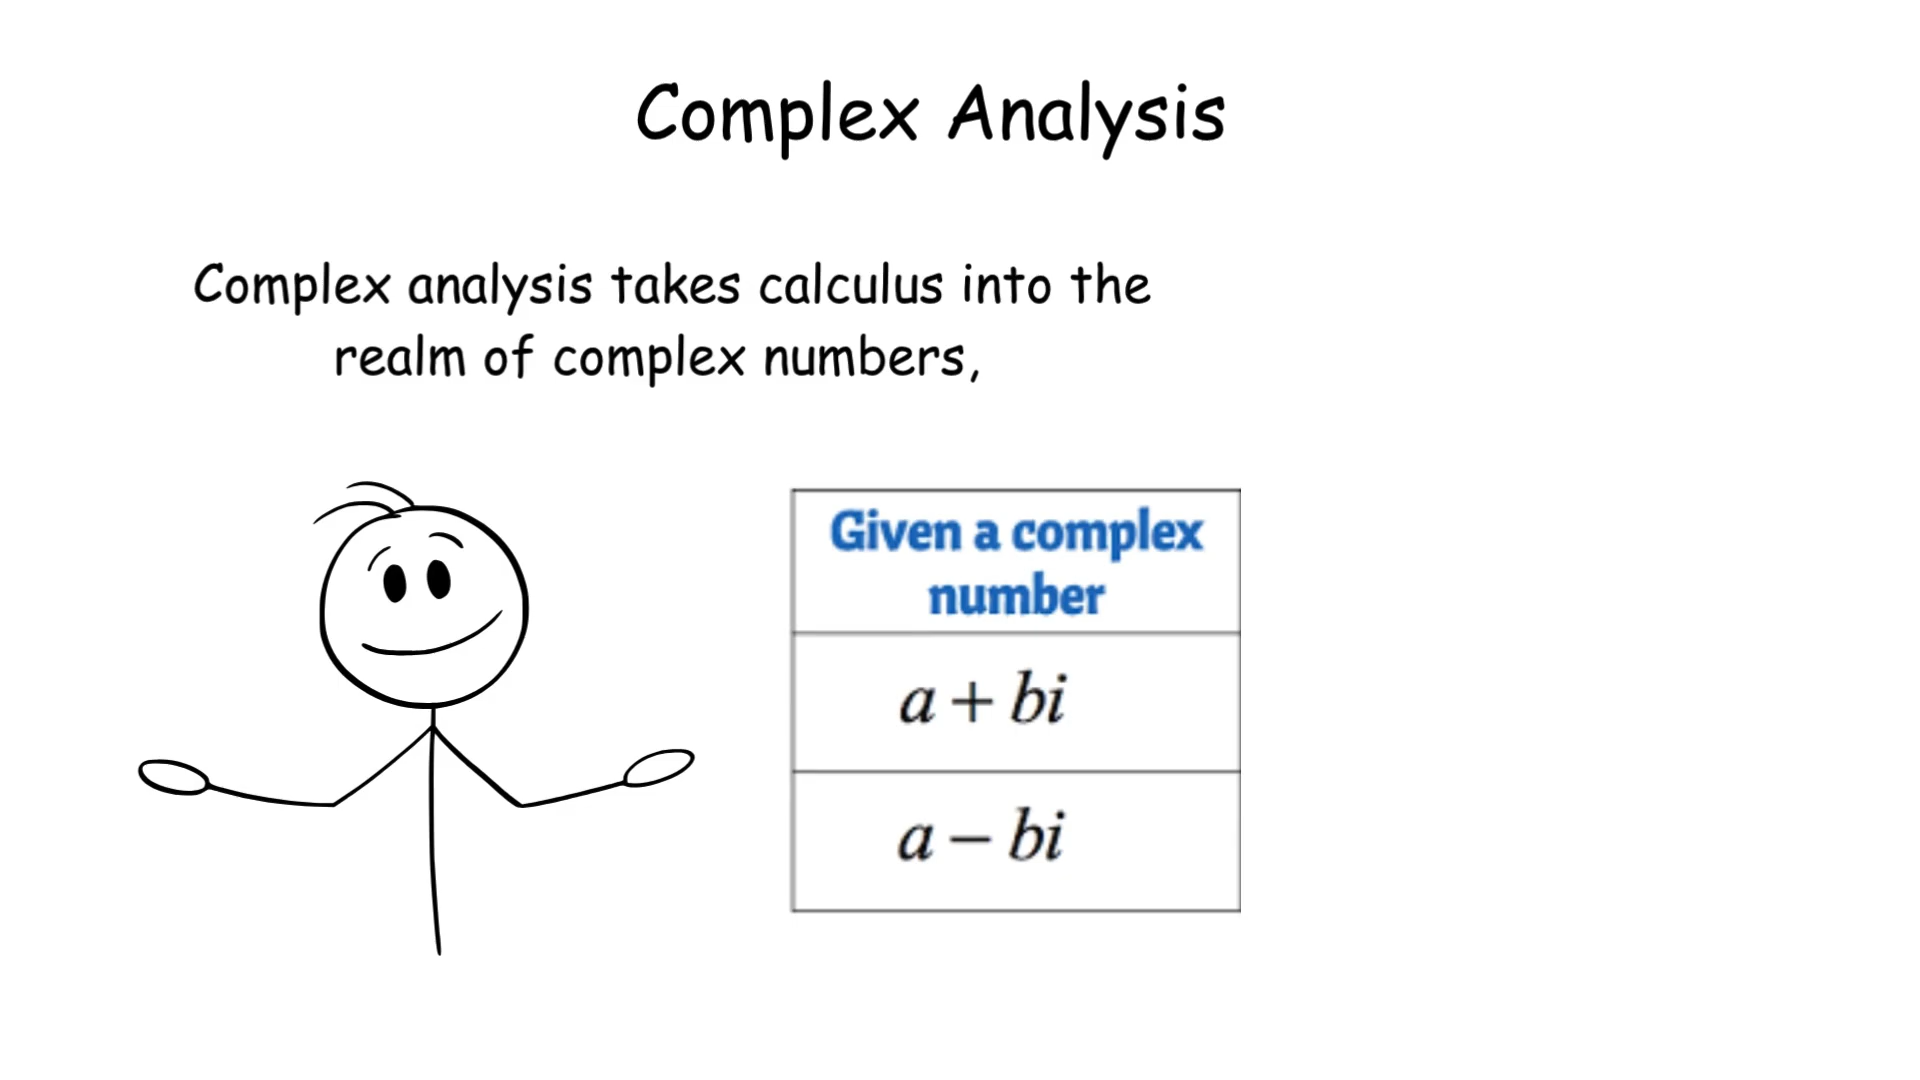 Complex Analysis
Complex analysis takes calculus into the
realm of complex numbers,
Given a complex
number
a + bi
a − bi